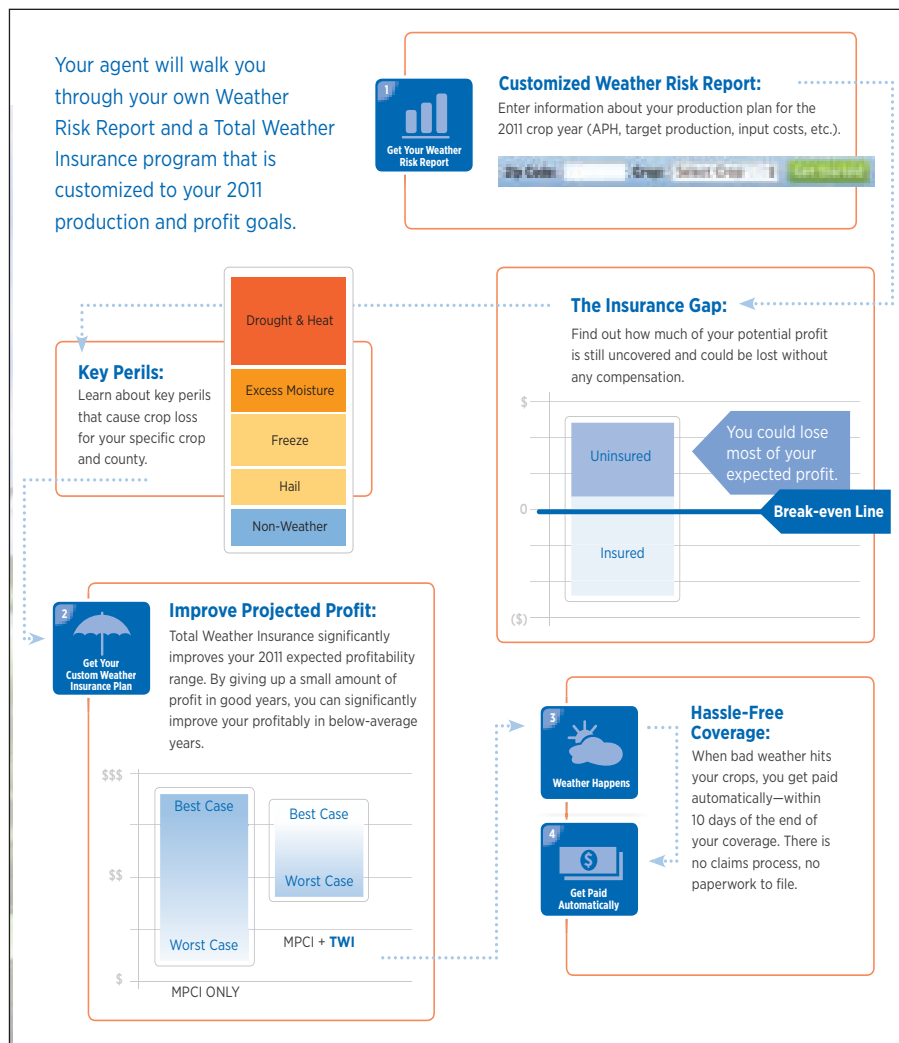 Your agent will walk you
through your own Weather
Risk Report and a Total Weather
Insurance program that is
customized to your 2011
production and profit goals.
1
Get Your Weather
Risk Report
Customized Weather Risk Report:
Enter information about your production plan for the
2011 crop year (APH, target production, input costs, etc.).
Zip Code: Crop: Select Crop Get Started
The Insurance Gap:
Find out how much of your potential profit
is still uncovered and could be lost without
any compensation.
$
Uninsured
You could lose
most of your
expected profit.
0
Break-even Line
Insured
($)
Key Perils:
Learn about key perils
that cause crop loss
for your specific crop
and county.
Drought & Heat
Excess Moisture
Freeze
Hail
Non-Weather
2
Get Your
Custom Weather
Insurance Plan
Improve Projected Profit:
Total Weather Insurance significantly
improves your 2011 expected profitability
range. By giving up a small amount of
profit in good years, you can significantly
improve your profitably in below-average
years.
$$$
Best Case
Best Case
$$
Worst Case
Worst Case
MPCI + TWI
$
MPCI ONLY
3
Weather Happens
4
$
Get Paid
Automatically
Hassle-Free
Coverage:
When bad weather hits
your crops, you get paid
automatically—within
10 days of the end of
your coverage. There is
no claims process, no
paperwork to file.